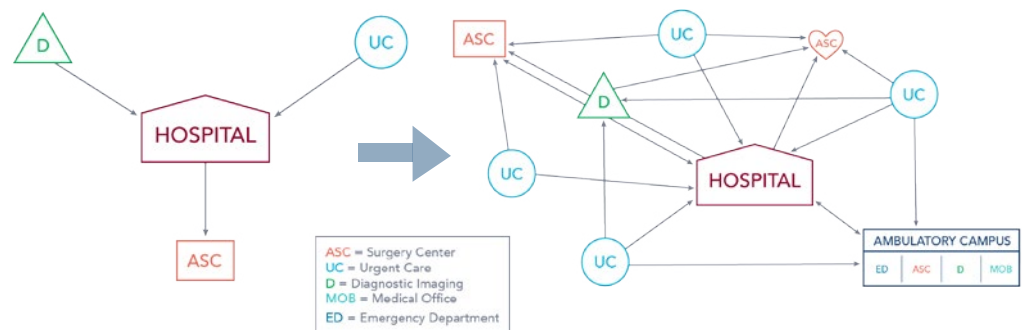 D
UC
HOSPITAL
ASC
ASC = Surgery Center
UC = Urgent Care
D = Diagnostic Imaging
MOB = Medical Office
ED = Emergency Department
ASC
UC
ASC
D
UC
UC
HOSPITAL
UC
AMBULATORY CAMPUS
ED ASC D MOB